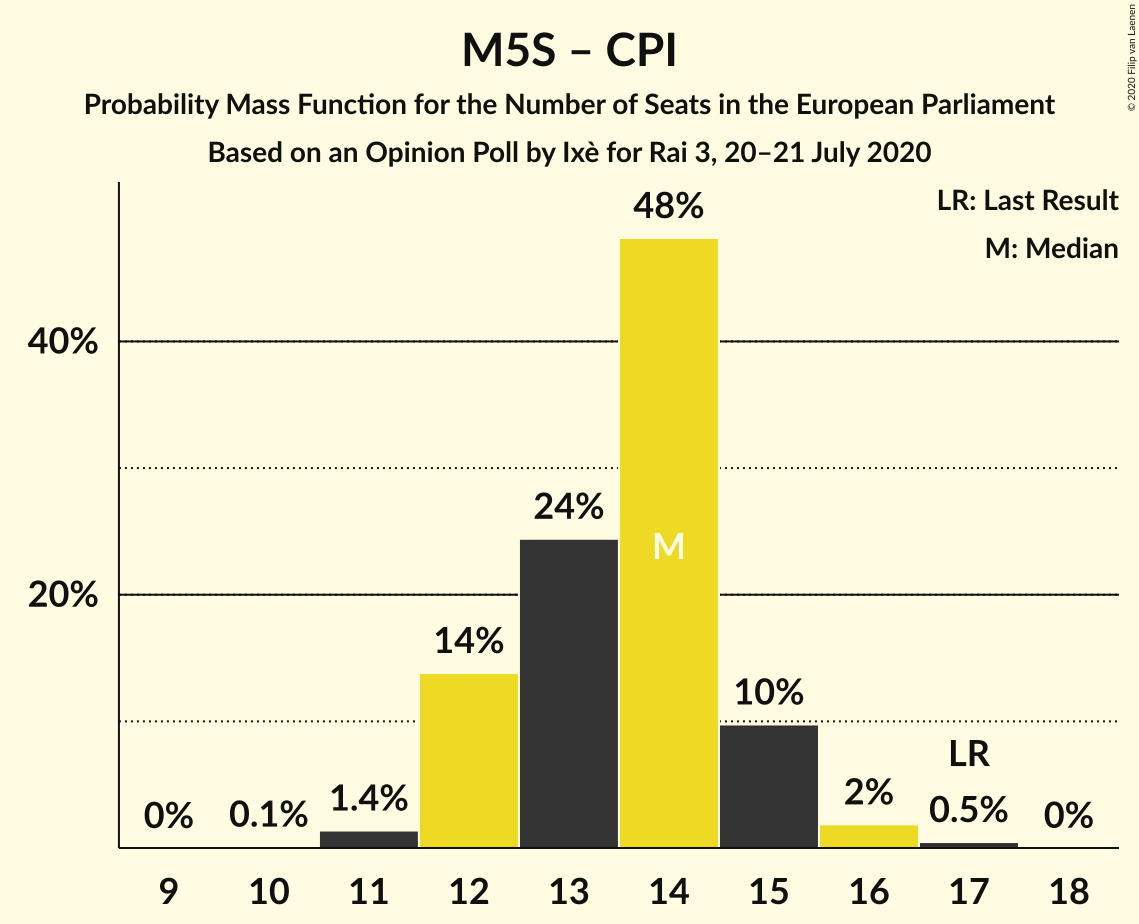 M5S – CPI
Probability Mass Function for the Number of Seats in the European Parliament
Based on an Opinion Poll by Ixè for Rai 3, 20–21 July 2020
© 2020 Filip van Laenen
LR: Last Result
M: Median
48%
40%
24%
M
20%
14%
10%
LR
1.4%
2%
0%
0.1%
0.5%
0%
9 10 11 12 13 14 15 16 17 18